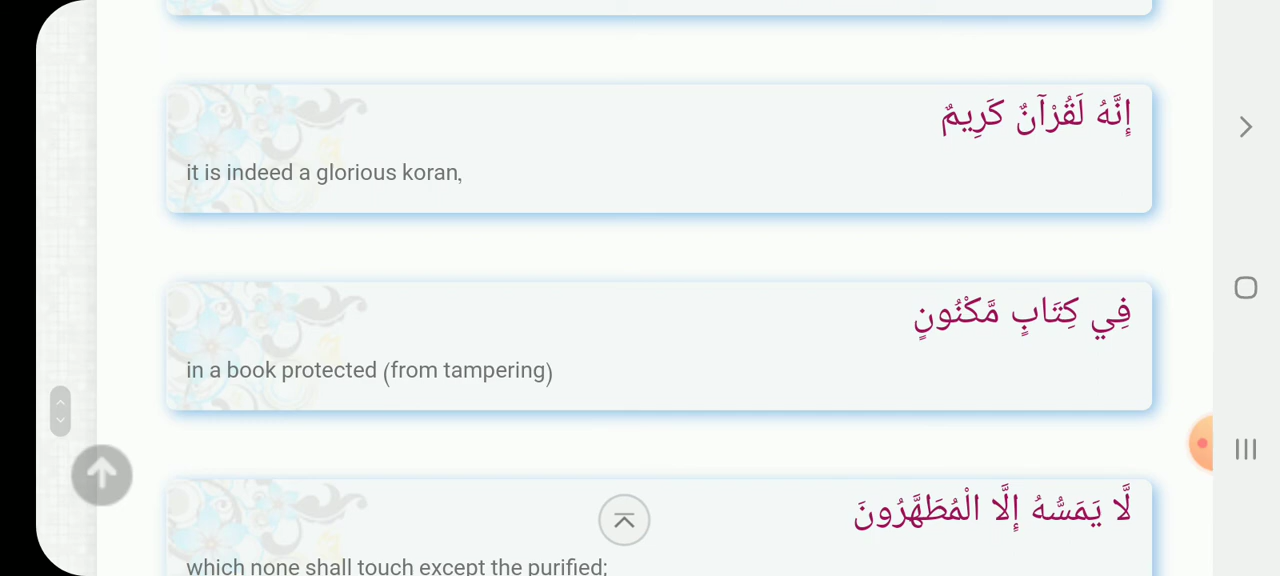 إِنَّهُ لَقُرْآنٌ كَرِيمٌ
it is indeed a glorious koran,
فِي كِتَابٍ مَّكْنُونٍ
in a book protected (from tampering)
لَّا يَمَسُّهُ إِلَّا الْمُطَهَّرُونَ
which none shall touch except the purified;